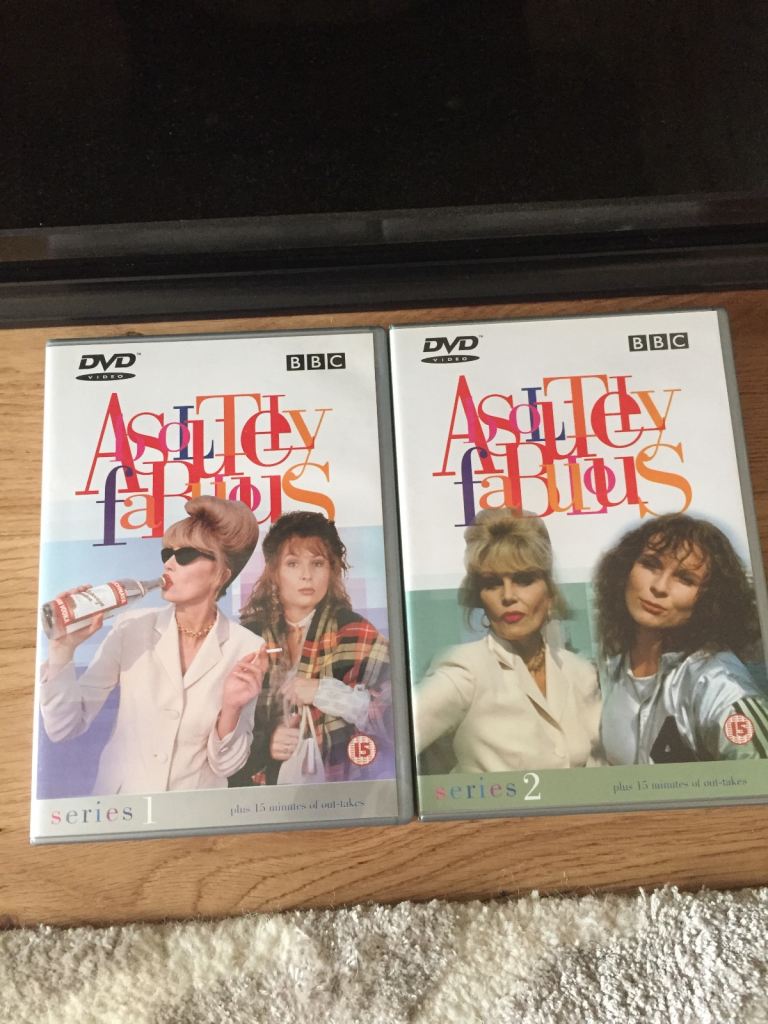 DVD
VIDEO
BBC
Absolutely
fabulous
VODKA
15
series 1
plus 15 minutes of out-takes
DVD
VIDEO
BBC
Absolutely
fabulous
15
series 2
plus 15 minutes of out-takes